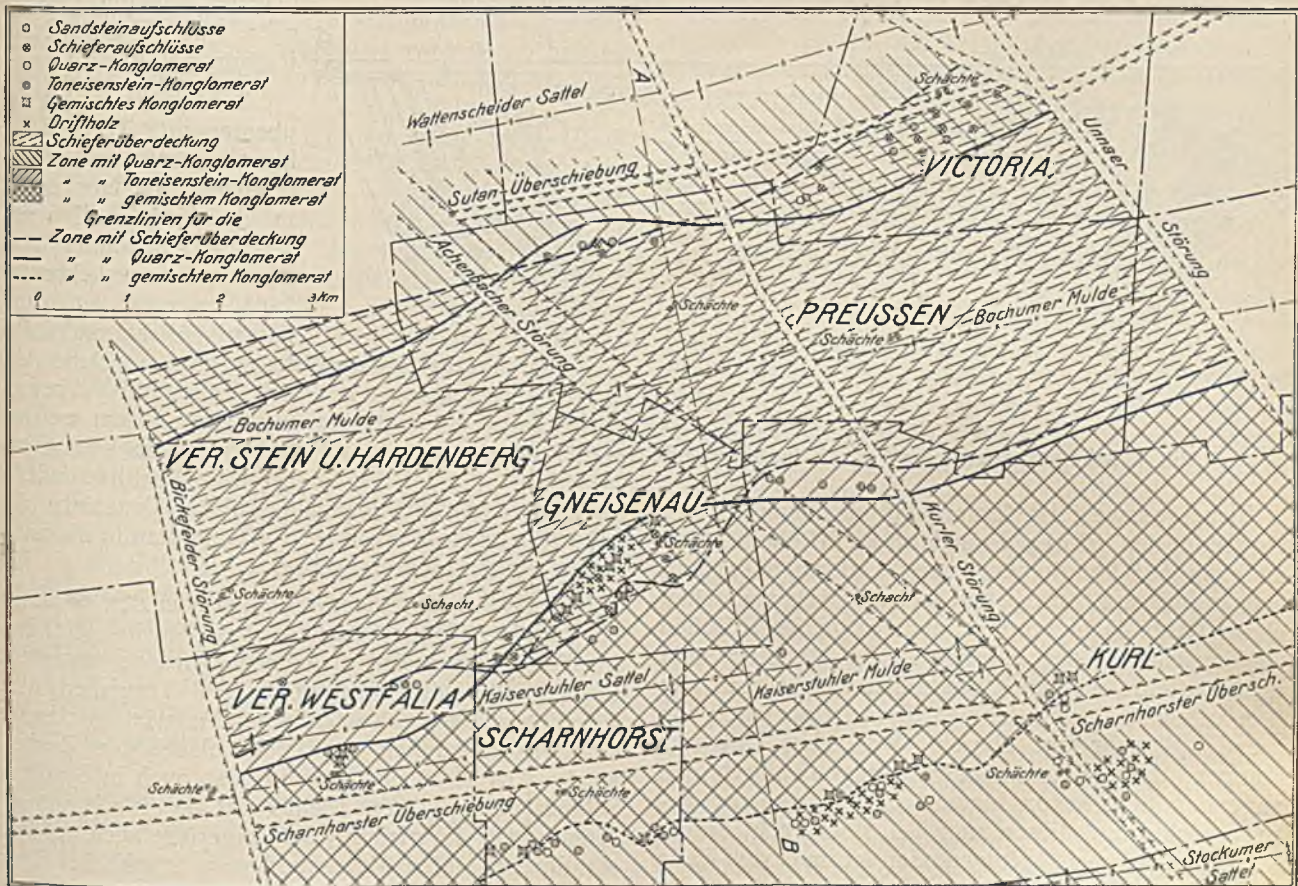 Sandsteinaufschlüsse
Schieferaufschlüsse
Quarz-Konglomerat
Toneisenstein-Konglomerat
Gemischtes Konglomerat
Driftholz
Schieferüberdeckung
Zone mit Quarz-Konglomerat
" " Toneisenstein-Konglomerat
" " gemischtem Konglomerat
Grenzlinien für die
Zone mit Schieferüberdeckung
" " Quarz-Konglomerat
" " gemischtem Konglomerat
0 1 2 3 Km
A
Wattenscheider Sattel
Schächte
Unnaer
Störung
VICTORIA.
Sutan-Überschiebung
Achenbacher Störung
Schächte
PREUSSEN
Bochumer Mulde
Schächte
Bochumer Mulde
VER. STEIN U. HARDENBERG
Bickefelder Störung
GNEISENAU
Schächte
Kurler Störung
Schächte
Schacht
Schacht
KURL
VER. WESTFALIA
Kaiserstuhler Sattel
Kaiserstuhler Mulde
Scharnhorster Übersch.
SCHARNHORST
Schächte
Schächte
Schächte
Schächte
Scharnhorster Überschiebung
B
Stockumer
Sattel